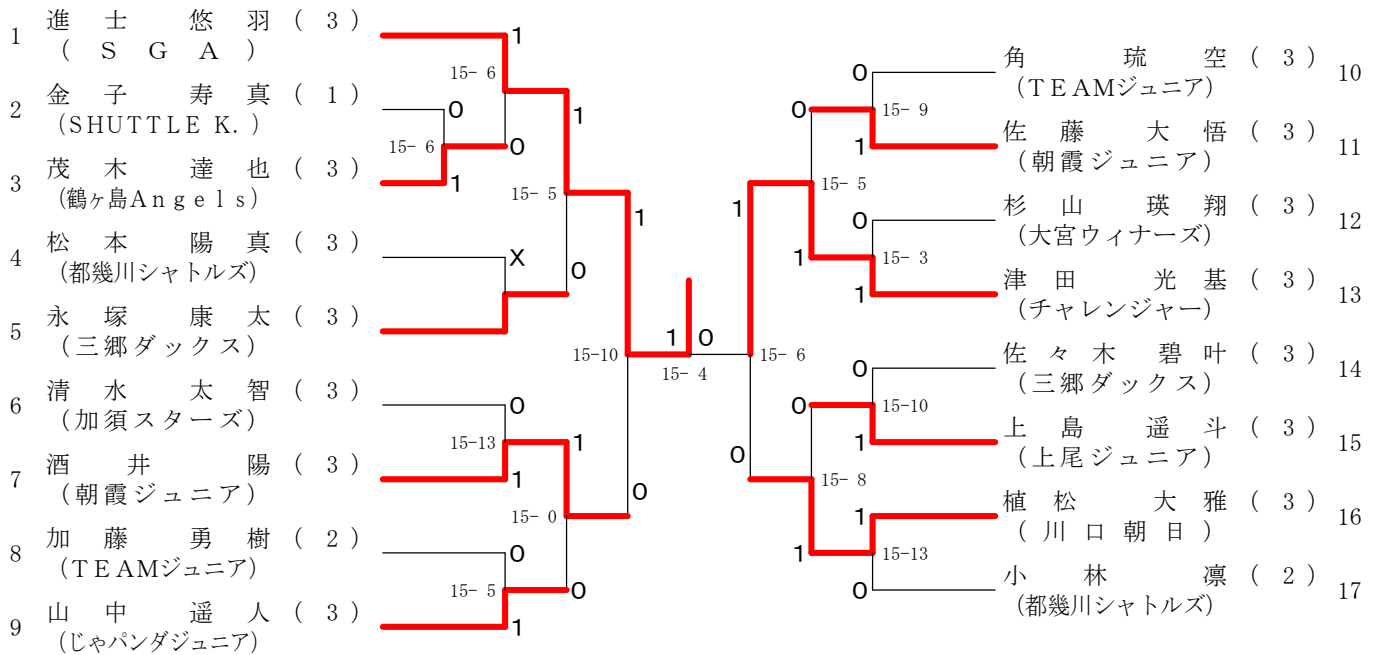 1 進士 悠羽 ( 3 )
( SGA )
2 金子 寿真 ( 1 )
(SHUTTLE K. )
3 茂木 達也 ( 3 )
(鶴ヶ島Angels)
4 松本 陽真 ( 3 )
(都幾川シャトルズ)
5 永塚 康太 ( 3 )
(三郷ダックス)
6 清水 太智 ( 3 )
(加須スターズ)
7 酒井 陽 ( 3 )
(朝霞ジュニア)
8 加藤 勇樹 ( 2 )
(TEAMジュニア)
9 山中 遥人 ( 3 )
(じゃパンダジュニア)
1
15- 6
0
0
15- 6
1
1
15- 5
X
0
1
15-10
0
15-13
1
1
15- 0
0
0
15- 5
0
1
1 0
15- 4
0
15- 9
1
0
15- 5
1
0
15- 3
1
1
15- 6
0
0
15-10
1
0
15- 8
1
1
15-13
0
角 琉空 ( 3 ) 10
(TEAMジュニア)
佐藤 大悟 ( 3 ) 11
(朝霞ジュニア)
杉山 瑛翔 ( 3 ) 12
(大宮ウィナーズ)
津田 光基 ( 3 ) 13
(チャレンジャー)
佐々木 碧叶 ( 3 ) 14
(三郷ダックス)
上島 遥斗 ( 3 ) 15
(上尾ジュニア)
植松 大雅 ( 3 ) 16
(川口朝日)
小林 凛 ( 2 ) 17
(都幾川シャトルズ)